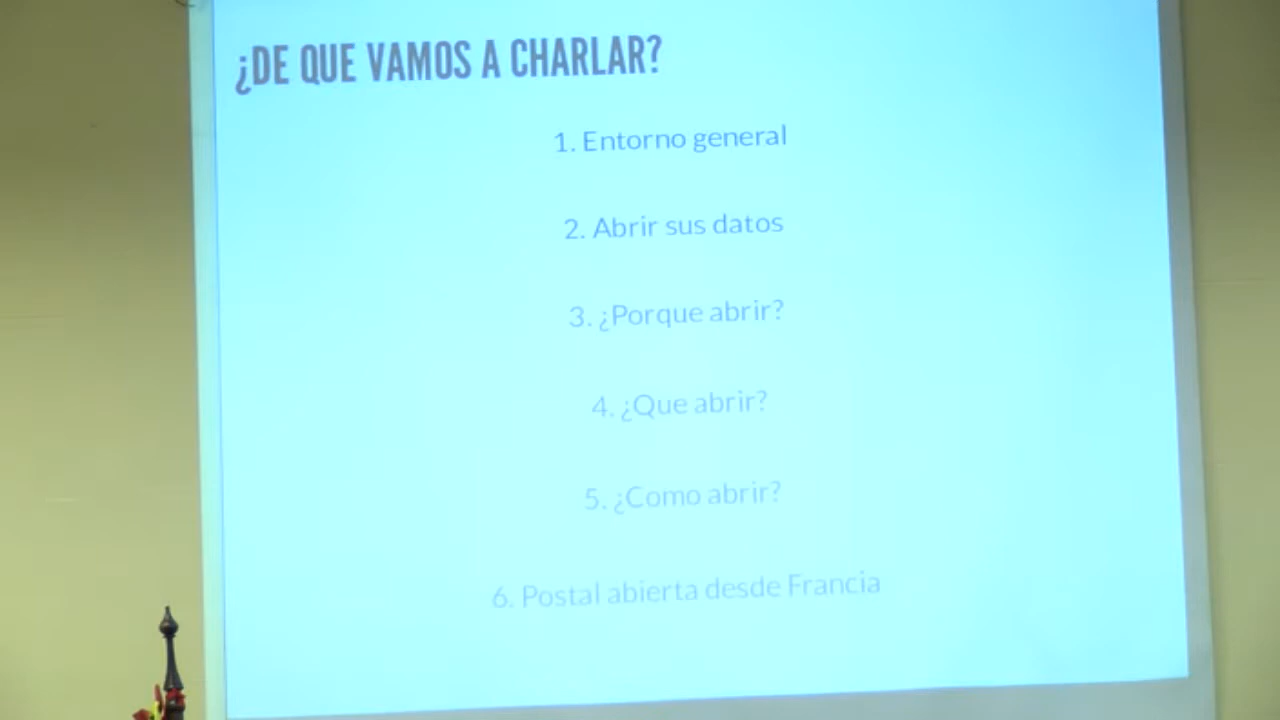 ¿DE QUE VAMOS A CHARLAR?
1. Entorno general
2. Abrir sus datos
3. ¿Porque abrir?
4. ¿Que abrir?
5. ¿Como abrir?
6. Postal abierta desde Francia